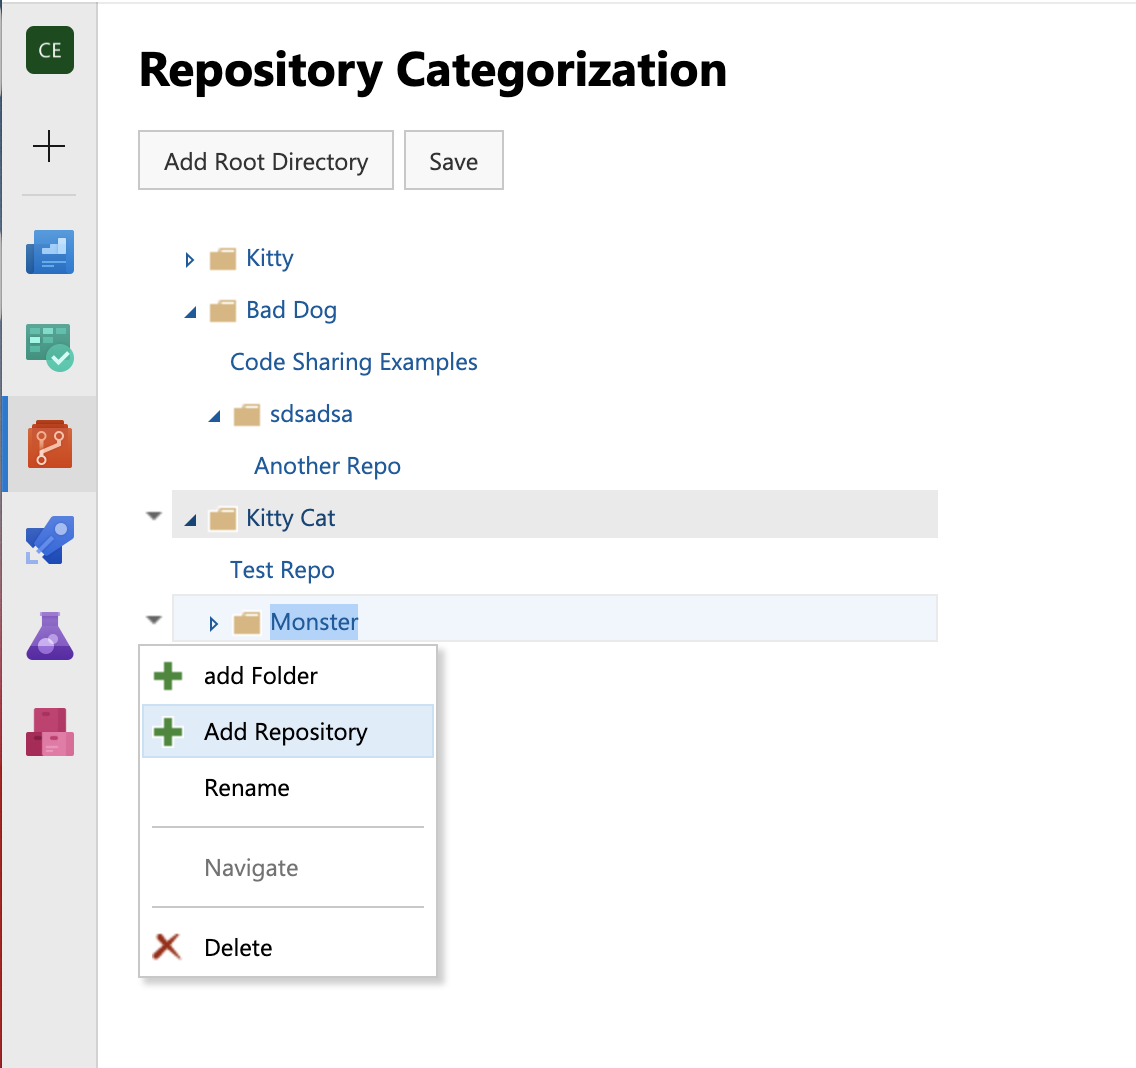 CE
Repository Categorization
Add Root Directory
Save
Kitty
Bad Dog
Code Sharing Examples
sdsadsa
Another Repo
Kitty Cat
Test Repo
Monster
add Folder
Add Repository
Rename
Navigate
Delete